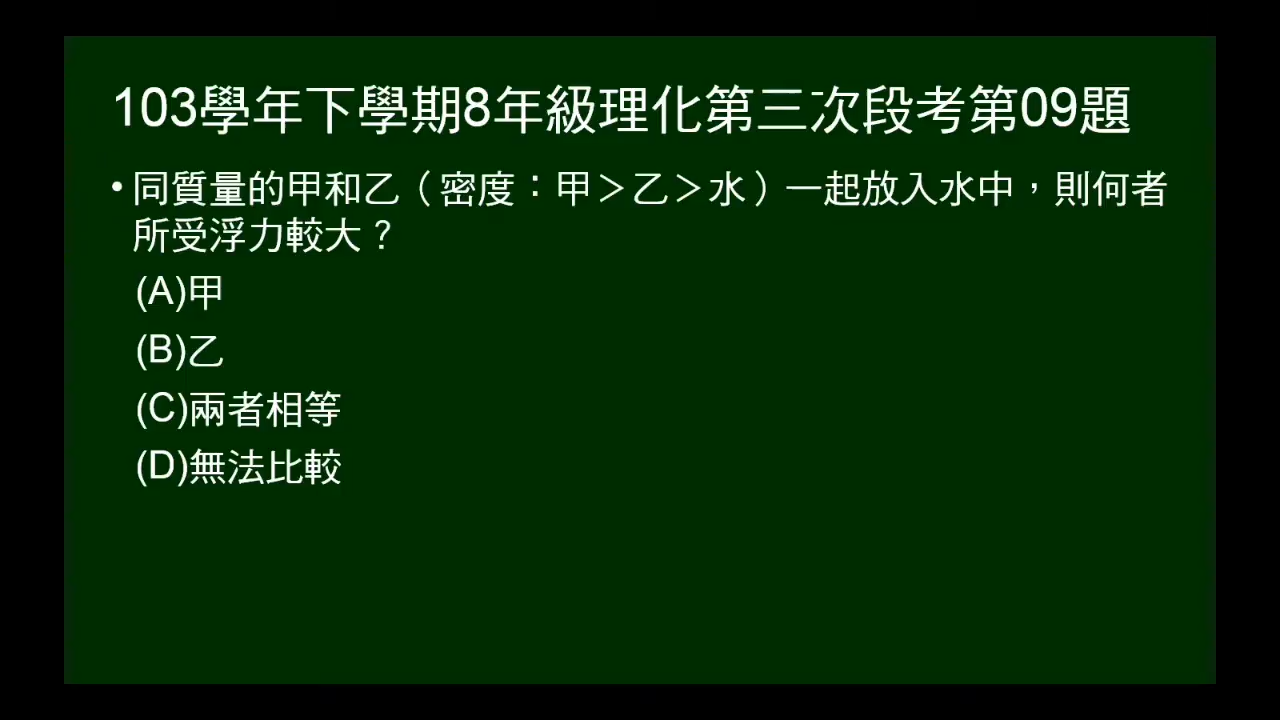 103學年下學期8年級理化第三次段考第09題
•同質量的甲和乙（密度：甲＞乙＞水）一起放入水中，則何者
所受浮力較大？
(A)甲
(B)乙
(C)兩者相等
(D)無法比較